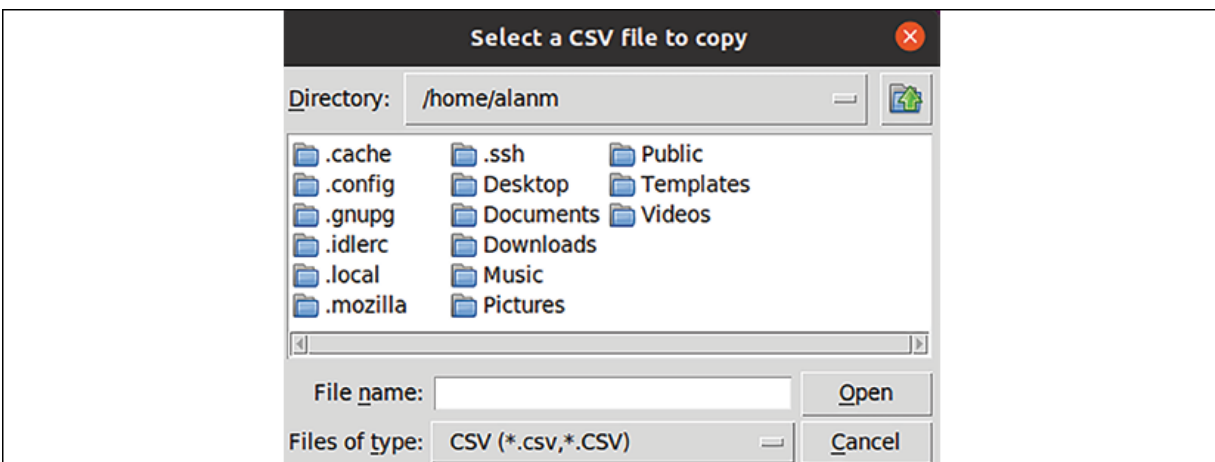 Select a CSV file to copy
Directory: /home/alanm
.cache .ssh Public
.config Desktop Templates
.gnupg Documents Videos
.idlerc Downloads
.local Music
.mozilla Pictures
File name: Open
Files of type: CSV (*.csv,*.CSV) Cancel